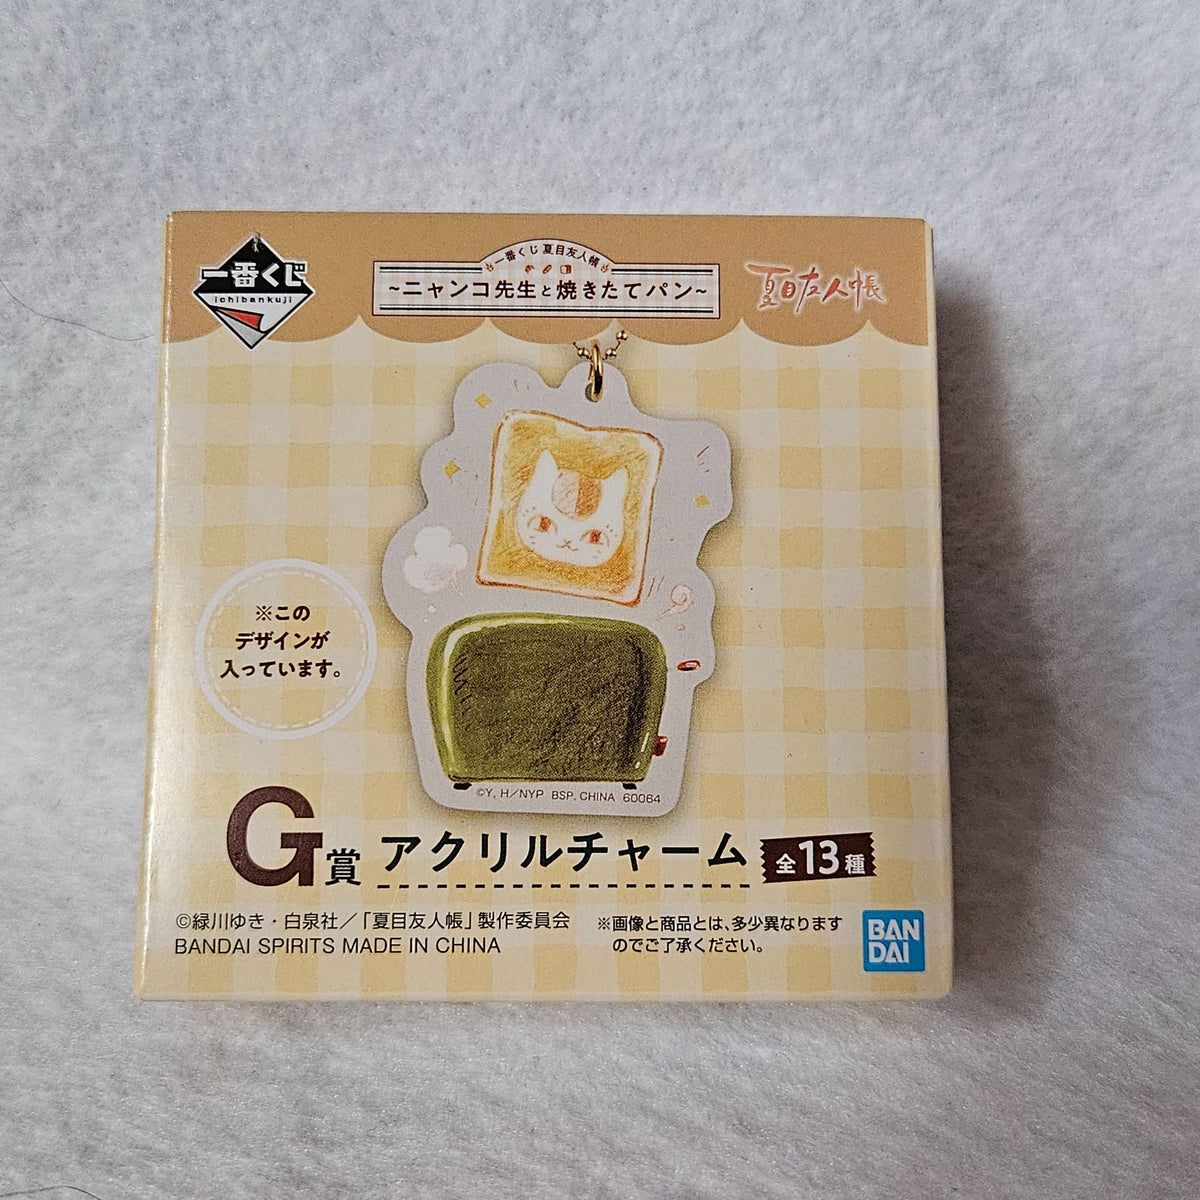 一番くじ
ichibankuji
一番くじ 夏目友人帳
~ニャンコ先生と焼きたてパン~
夏目友人帳
※この
デザインが
入っています。
©Y, H/NYP BSP, CHINA 60064
G賞 アクリルチャーム 全13種
©緑川ゆき・白泉社/「夏目友人帳」製作委員会
BANDAI SPIRITS MADE IN CHINA
※画像と商品とは、多少異なります
のでご了承ください。
BAN
DAI